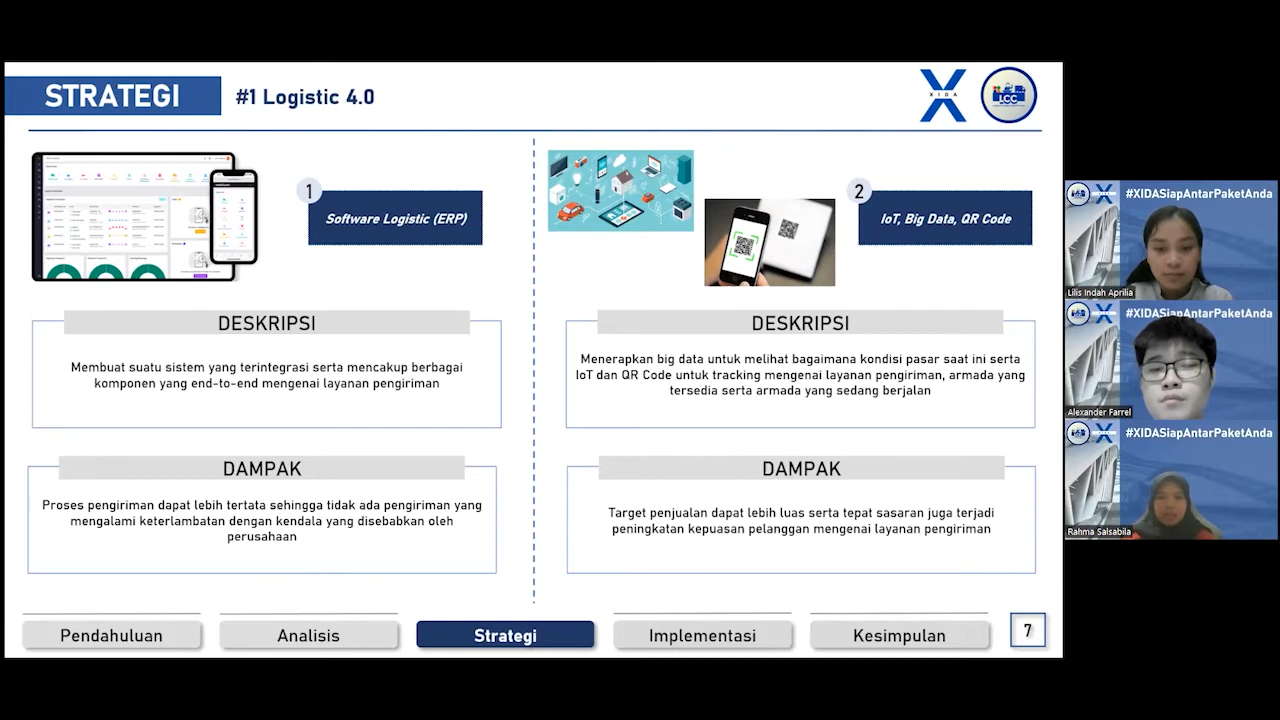 STRATEGI
#1 Logistic 4.0
XIDA
LCC
1
Software Logistic (ERP)
2
IoT, Big Data, QR Code
DESKRIPSI
Membuat suatu sistem yang terintegrasi serta mencakup berbagai
komponen yang end-to-end mengenai layanan pengiriman
DESKRIPSI
Menerapkan big data untuk melihat bagaimana kondisi pasar saat ini serta
IoT dan QR Code untuk tracking mengenai layanan pengiriman, armada yang
tersedia serta armada yang sedang berjalan
DAMPAK
Proses pengiriman dapat lebih tertata sehingga tidak ada pengiriman yang
mengalami keterlambatan dengan kendala yang disebabkan oleh
perusahaan
DAMPAK
Target penjualan dapat lebih luas serta tepat sasaran juga terjadi
peningkatan kepuasan pelanggan mengenai layanan pengiriman
Pendahuluan
Analisis
Strategi
Implementasi
Kesimpulan
7
#XIDASiapAntarPaketAnda
Lilis Indah Aprilia
#XIDASiapAntarPaketAnda
Alexander Farrel
#XIDASiapAntarPaketAnda
Rahma Salsabila